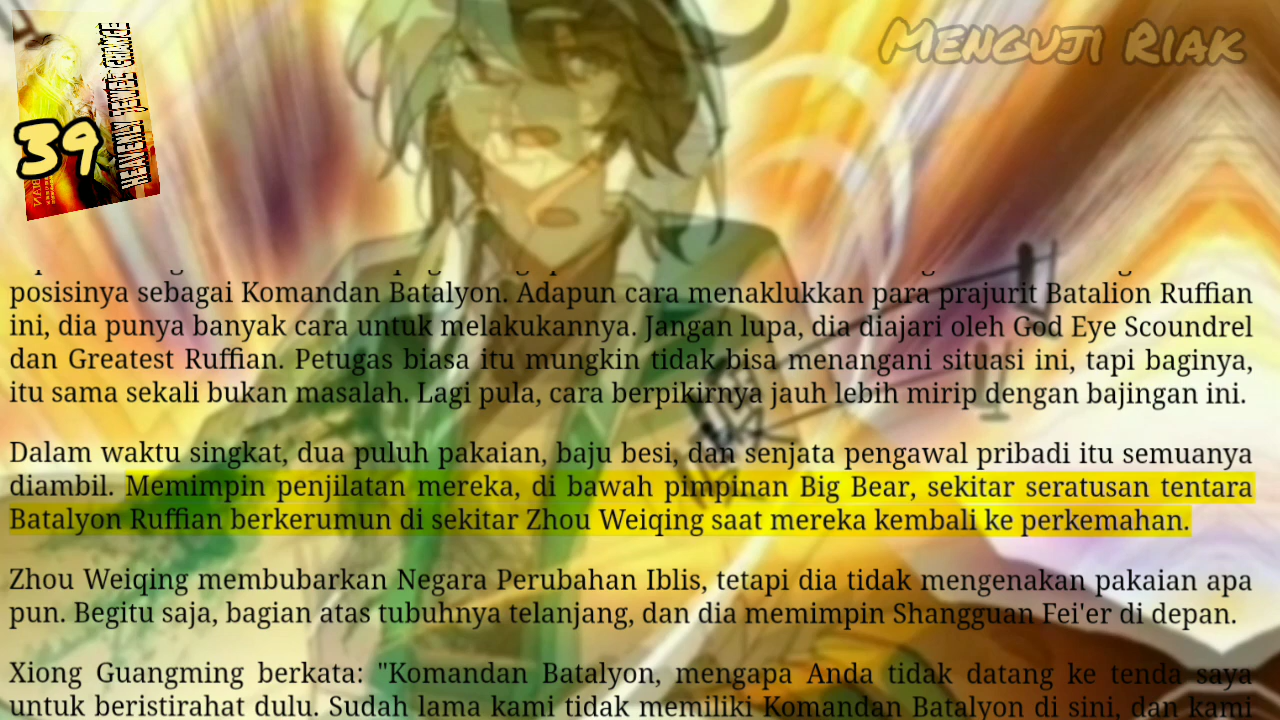 Menguji Riak
HEAVENLY JEWEL CHANGE
39
posisinya sebagai Komandan Batalyon. Adapun cara menaklukkan para prajurit Batalion Ruffian
ini, dia punya banyak cara untuk melakukannya. Jangan lupa, dia diajari oleh God Eye Scoundrel
dan Greatest Ruffian. Petugas biasa itu mungkin tidak bisa menangani situasi ini, tapi baginya,
itu sama sekali bukan masalah. Lagi pula, cara berpikirnya jauh lebih mirip dengan bajingan ini.
Dalam waktu singkat, dua puluh pakaian, baju besi, dan senjata pengawal pribadi itu semuanya
diambil. Memimpin penjilatan mereka, di bawah pimpinan Big Bear, sekitar seratusan tentara
Batalyon Ruffian berkerumun di sekitar Zhou Weiqing saat mereka kembali ke perkemahan.
Zhou Weiqing membubarkan Negara Perubahan Iblis, tetapi dia tidak mengenakan pakaian apa
pun. Begitu saja, bagian atas tubuhnya telanjang, dan dia memimpin Shangguan Fei'er di depan.
Xiong Guangming berkata: "Komandan Batalyon, mengapa Anda tidak datang ke tenda saya
untuk beristirahat dulu. Sudah lama kami tidak memiliki Komandan Batalyon di sini, dan kami